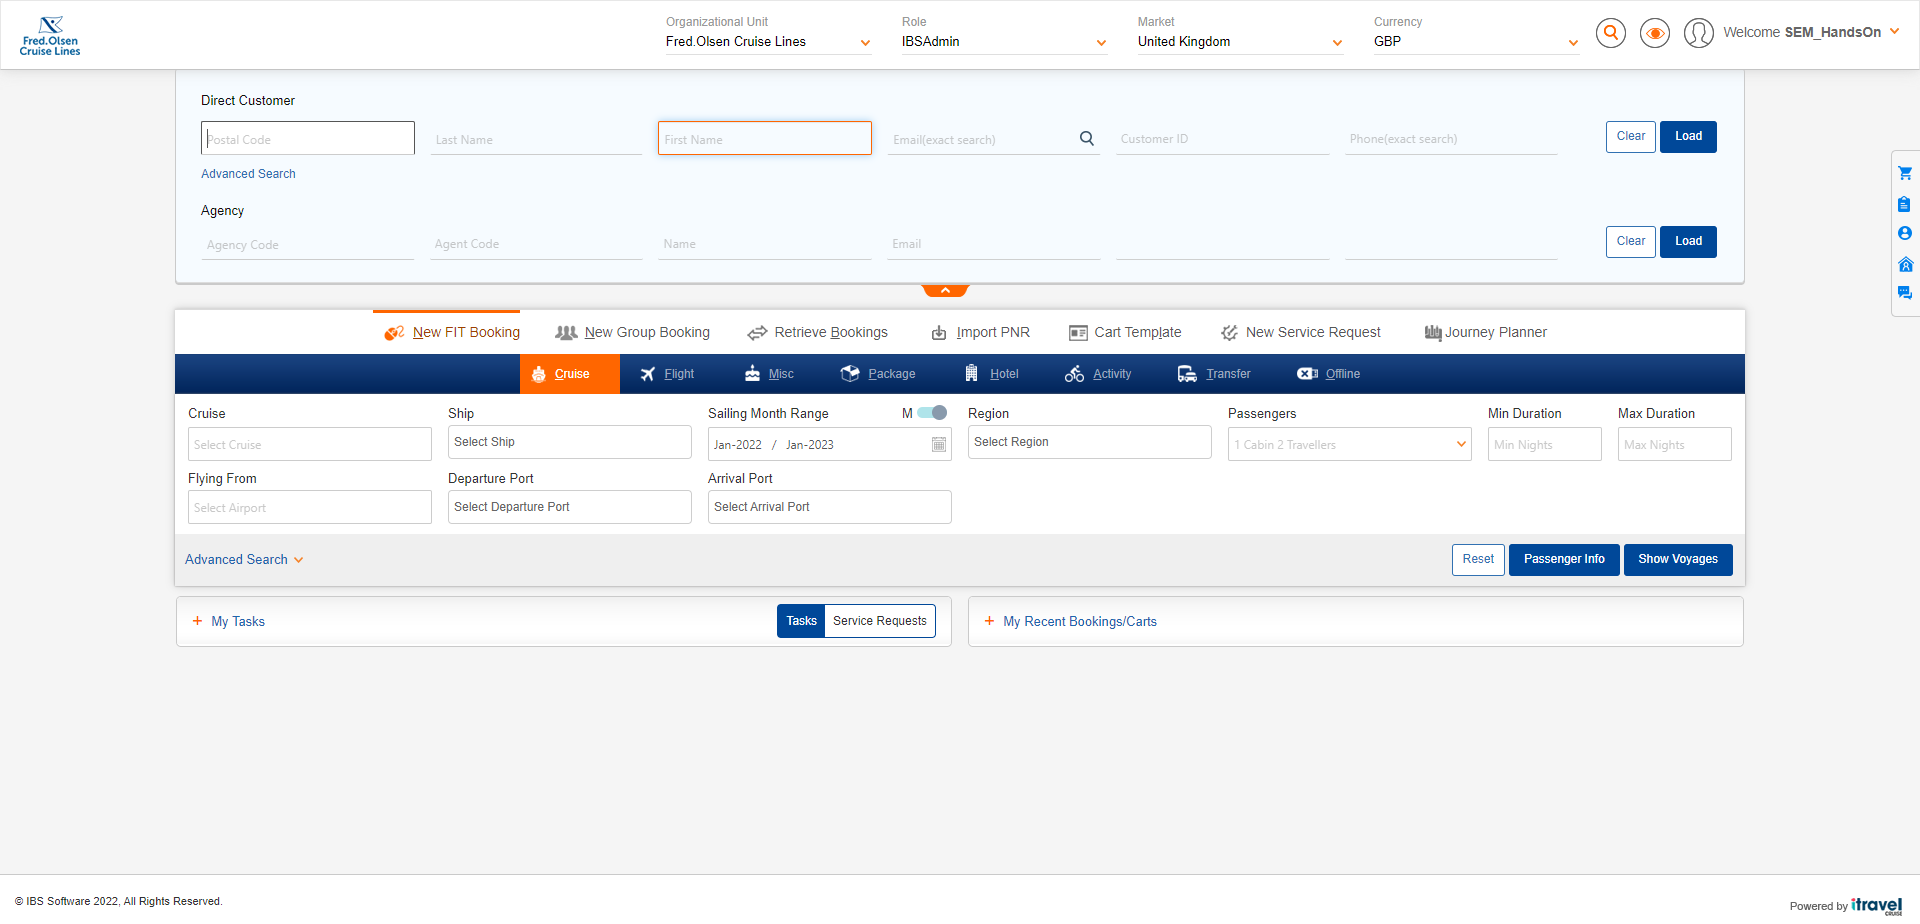 Fred.Olsen
Cruise Lines
Organizational Unit
Fred.Olsen Cruise Lines
Role
IBSAdmin
Market
United Kingdom
Currency
GBP
Welcome SEM_HandsOn
Direct Customer
Postal Code
Last Name
First Name
Email(exact search)
Customer ID
Phone(exact search)
Clear
Load
Advanced Search
Agency
Agency Code
Agent Code
Name
Email
Clear
Load
New FIT Booking
New Group Booking
Retrieve Bookings
Import PNR
Cart Template
New Service Request
Journey Planner
Cruise
Flight
Misc
Package
Hotel
Activity
Transfer
Offline
Cruise
Ship
Sailing Month Range
M
Region
Passengers
Min Duration
Max Duration
Select Cruise
Select Ship
Jan-2022 / Jan-2023
Select Region
1 Cabin 2 Travellers
Min Nights
Max Nights
Flying From
Departure Port
Arrival Port
Select Airport
Select Departure Port
Select Arrival Port
Advanced Search
Reset
Passenger Info
Show Voyages
+ My Tasks
Tasks
Service Requests
+ My Recent Bookings/Carts
© IBS Software 2022, All Rights Reserved.
Powered by itravel
CRUISE